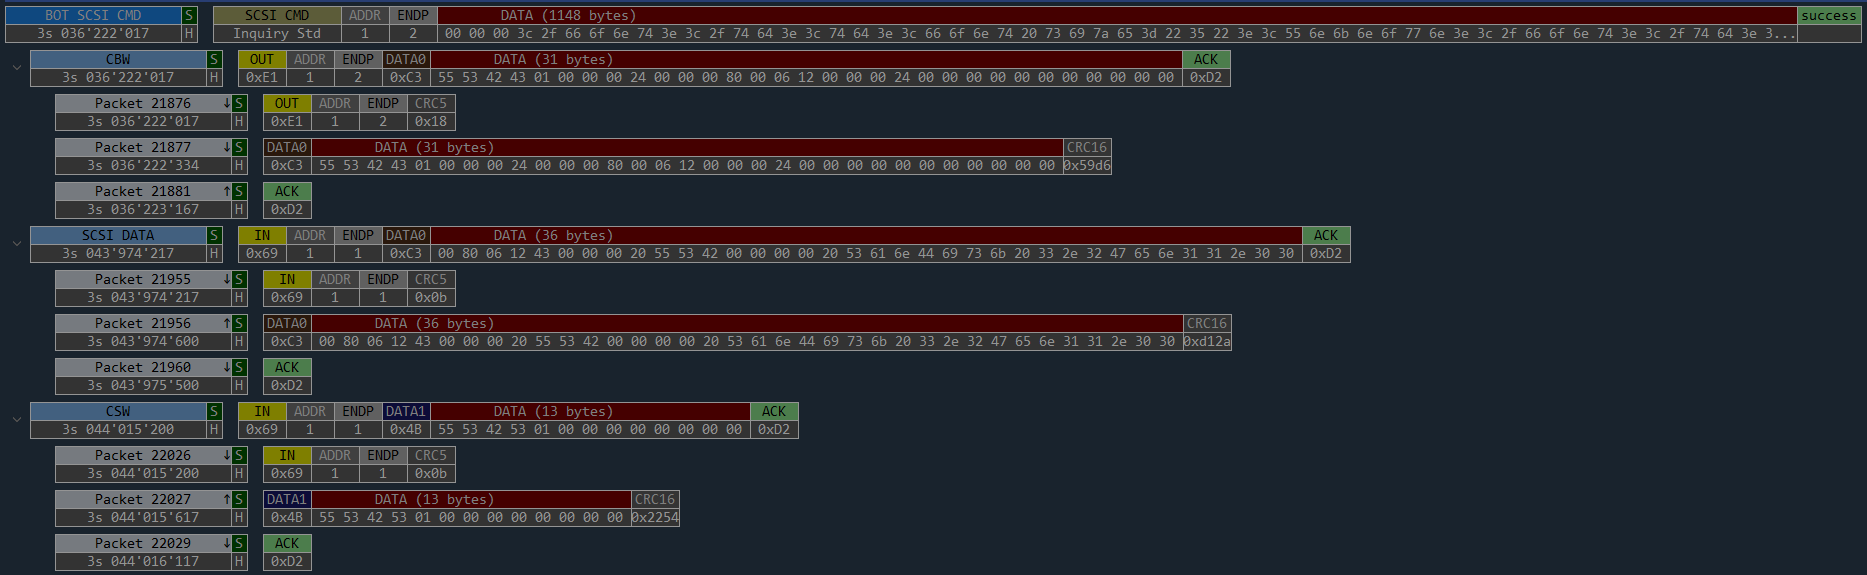 BOT SCSI CMD S SCSI CMD ADDR ENDP DATA (1148 bytes) success
3s 036'222'017 H Inquiry Std 1 2 00 00 00 3c 2f 66 6f 6e 74 3e 3c 2f 74 64 3e 3c 74 64 3e 3c 66 6f 6e 74 20 73 69 7a 65 3d 22 35 22 3e 3c 55 6e 6b 6e 6f 77 6e 3e 3c 2f 66 6f 6e 74 3e 3c 2f 74 64 3e 3...
CBW S OUT ADDR ENDP DATA0 DATA (31 bytes) ACK
3s 036'222'017 H 0xE1 1 2 0xC3 55 53 42 43 01 00 00 00 24 00 00 00 80 00 06 12 00 00 00 24 00 00 00 00 00 00 00 00 00 00 00 0xD2
Packet 21876 ↓ S OUT ADDR ENDP CRC5
3s 036'222'017 H 0xE1 1 2 0x18
Packet 21877 ↓ S DATA0 DATA (31 bytes) CRC16
3s 036'222'334 H 0xC3 55 53 42 43 01 00 00 00 24 00 00 00 80 00 06 12 00 00 00 24 00 00 00 00 00 00 00 00 00 00 00 0x59d6
Packet 21881 ↑ S ACK
3s 036'223'167 H 0xD2
SCSI DATA S IN ADDR ENDP DATA0 DATA (36 bytes) ACK
3s 043'974'217 H 0x69 1 1 0xC3 00 80 06 12 43 00 00 00 20 55 53 42 00 00 00 00 20 53 61 6e 44 69 73 6b 20 33 2e 32 47 65 6e 31 31 2e 30 30 0xD2
Packet 21955 ↓ S IN ADDR ENDP CRC5
3s 043'974'217 H 0x69 1 1 0x0b
Packet 21956 ↑ S DATA0 DATA (36 bytes) CRC16
3s 043'974'600 H 0xC3 00 80 06 12 43 00 00 00 20 55 53 42 00 00 00 00 20 53 61 6e 44 69 73 6b 20 33 2e 32 47 65 6e 31 31 2e 30 30 0xd12a
Packet 21960 ↓ S ACK
3s 043'975'500 H 0xD2
CSW S IN ADDR ENDP DATA1 DATA (13 bytes) ACK
3s 044'015'200 H 0x69 1 1 0x4B 55 53 42 53 01 00 00 00 00 00 00 00 00 0xD2
Packet 22026 ↓ S IN ADDR ENDP CRC5
3s 044'015'200 H 0x69 1 1 0x0b
Packet 22027 ↑ S DATA1 DATA (13 bytes) CRC16
3s 044'015'617 H 0x4B 55 53 42 53 01 00 00 00 00 00 00 00 00 0x2254
Packet 22029 ↓ S ACK
3s 044'016'117 H 0xD2